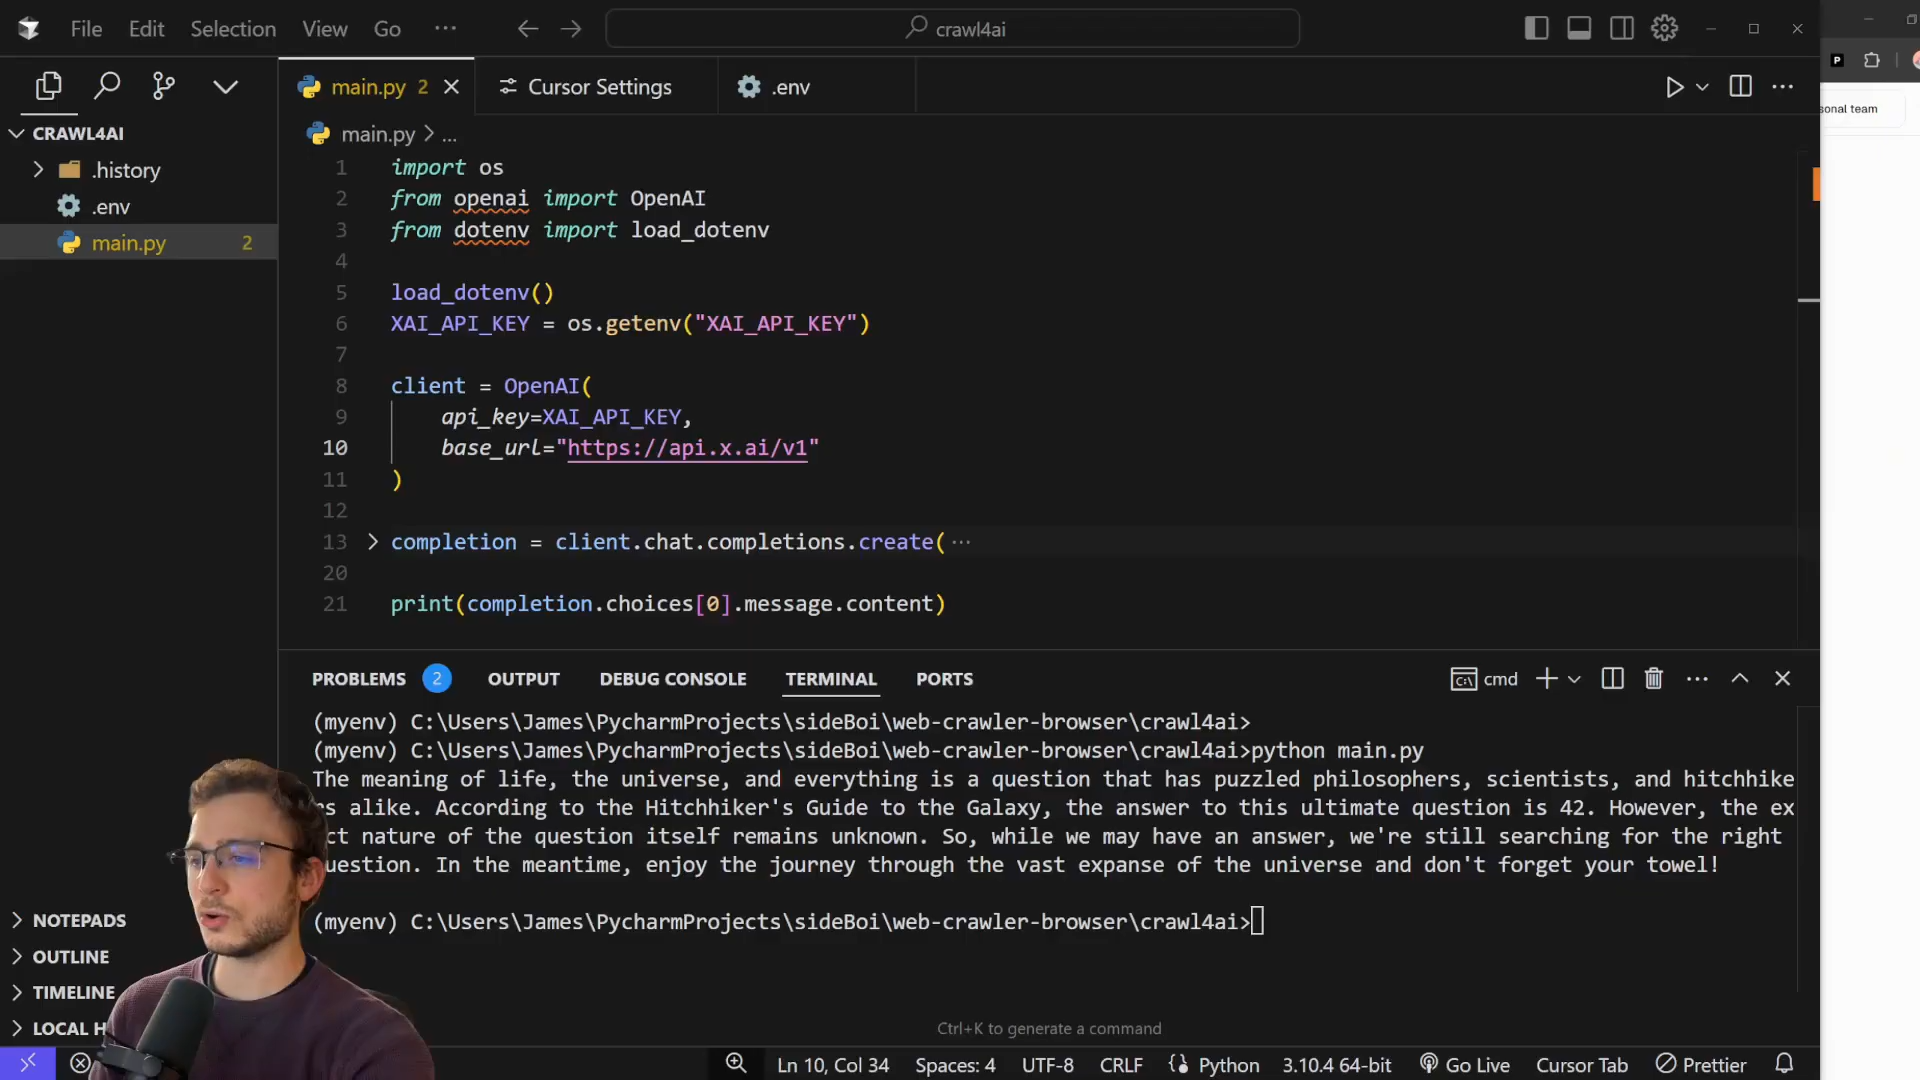 File Edit Selection View Go ··· crawl4ai
main.py 2 Cursor Settings .env
sonal team
CRAWL4AI
.history
.env
main.py 2
main.py > ...
1 import os
2 from openai import OpenAI
3 from dotenv import load_dotenv
4
5 load_dotenv()
6 XAI_API_KEY = os.getenv("XAI_API_KEY")
7
8 client = OpenAI(
9 api_key=XAI_API_KEY,
10 base_url="https://api.x.ai/v1"
11 )
12
13 completion = client.chat.completions.create( ···
20
21 print(completion.choices[0].message.content)
PROBLEMS 2 OUTPUT DEBUG CONSOLE TERMINAL PORTS cmd
(myenv) C:\Users\James\PycharmProjects\sideBoi\web-crawler-browser\crawl4ai>
(myenv) C:\Users\James\PycharmProjects\sideBoi\web-crawler-browser\crawl4ai>python main.py
The meaning of life, the universe, and everything is a question that has puzzled philosophers, scientists, and hitchhike
rs alike. According to the Hitchhiker's Guide to the Galaxy, the answer to this ultimate question is 42. However, the ex
ct nature of the question itself remains unknown. So, while we may have an answer, we're still searching for the right
uestion. In the meantime, enjoy the journey through the vast expanse of the universe and don't forget your towel!
(myenv) C:\Users\James\PycharmProjects\sideBoi\web-crawler-browser\crawl4ai>
NOTEPADS
OUTLINE
TIMELINE
LOCAL H
Ctrl+K to generate a command
Ln 10, Col 34 Spaces: 4 UTF-8 CRLF Python 3.10.4 64-bit Go Live Cursor Tab Prettier